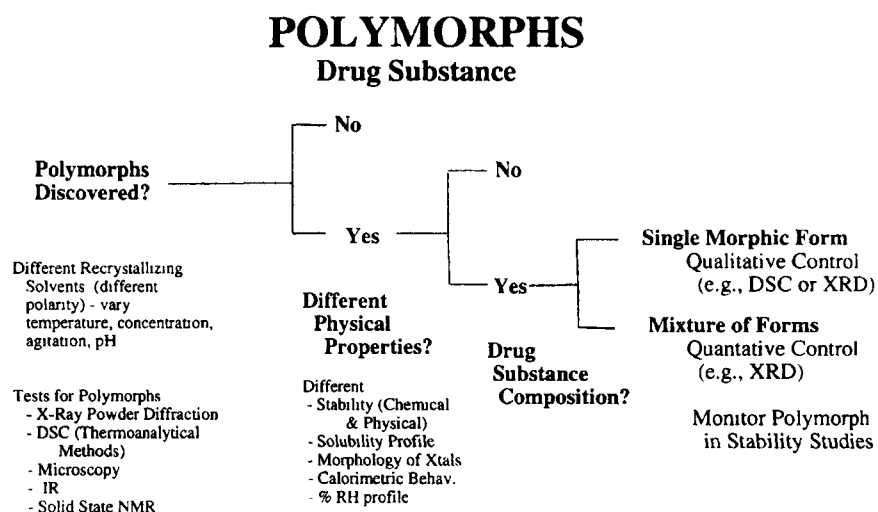 POLYMORPHS
Drug Substance
No
Polymorphs
Discovered?
No
Yes
Single Morphic Form
Qualitative Control
(e.g., DSC or XRD)
Different Recrystallizing
Solvents (different
polarity) - vary
temperature, concentration,
agitation, pH
Yes
Different
Physical
Properties?
Mixture of Forms
Quantative Control
(e.g., XRD)
Drug
Substance
Composition?
Tests for Polymorphs
- X-Ray Powder Diffraction
- DSC (Thermoanalytical
Methods)
- Microscopy
- IR
- Solid State NMR
Different
- Stability (Chemical
& Physical)
- Solubility Profile
- Morphology of Xtals
- Calorimetric Behav.
- % RH profile
Monitor Polymorph
in Stability Studies